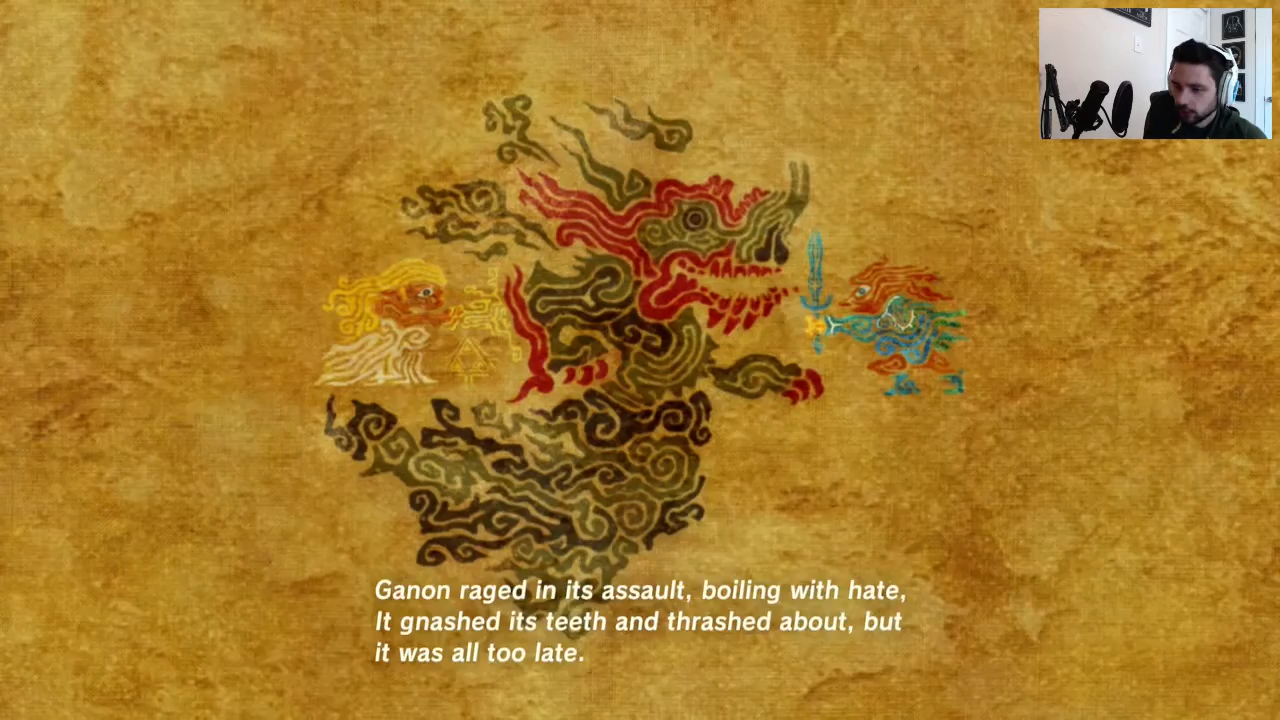 Ganon raged in its assault, boiling with hate,
It gnashed its teeth and thrashed about, but
it was all too late.